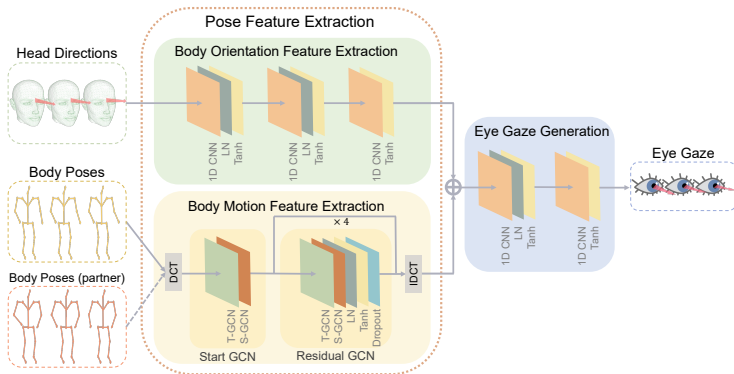 Pose Feature Extraction
Head Directions
Body Orientation Feature Extraction
1D CNN
LN
Tanh
1D CNN
LN
Tanh
1D CNN
Tanh
Eye Gaze Generation
1D CNN
LN
Tanh
1D CNN
Tanh
Eye Gaze
Body Poses
Body Poses (partner)
Body Motion Feature Extraction
× 4
DCT
T-GCN
S-GCN
Start GCN
T-GCN
S-GCN
LN
Tanh
Dropout
Residual GCN
IDCT